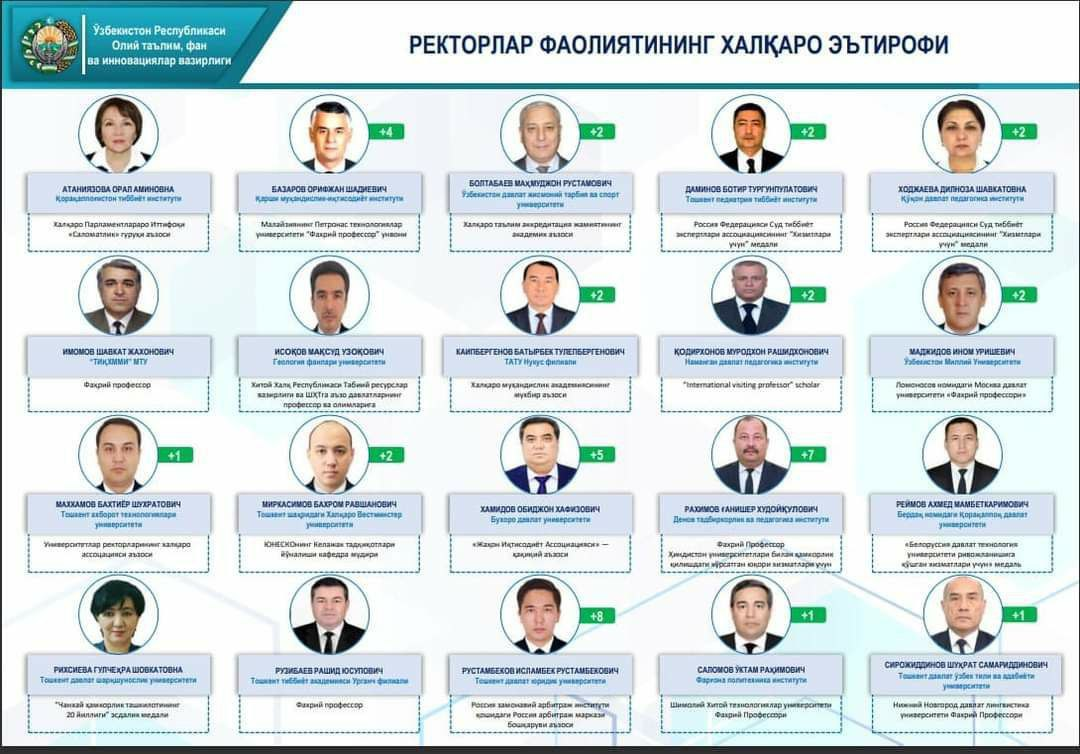 Ўзбекистон Республикаси
Олий таълим, фан
ва инновациялар вазирлиги
РЕКТОРЛАР ФАОЛИЯТИНИНГ ХАЛҚАРО ЭЪТИРОФИ
АТАНИЯЗОВА ОРАЛ АМИНОВНА
Қорақалпоғистон тиббиёт институти
Халқаро Парламентлараро Иттифоқи
«Саломатлик» гуруҳи аъзоси
+4
БАЗАРОВ ОРИФЖАН ШАДИЕВИЧ
Қарши муҳандислик-иқтисодиёт институти
Малайзиянинг Петронас технологиялар
университети "Фахрий профессор" унвони
+2
БОЛТАБАЕВ МАҲМУДЖОН РУСТАМОВИЧ
Ўзбекистон давлат жисмоний тарбия ва спорт
университети
Халқаро таълим аккредитация жамиятининг
академик аъзоси
+2
ДАМИНОВ БОТИР ТУРГУНПУЛАТОВИЧ
Тошкент педиатрия тиббиёт институти
Россия Федерацияси Суд тиббиёт
экспертлари ассоциациясининг "Хизматлари
учун" медали
+2
ХОДЖАЕВА ДИЛНОЗА ШАВКАТОВНА
Қўқон давлат педагогика институти
Россия Федерацияси Суд тиббиёт
экспертлари ассоциациясининг "Хизматлари
учун" медали
ИМОМОВ ШАВКАТ ЖАХОНОВИЧ
"ТИҚХММИ" МТУ
Фахрий профессор
ИСОҚОВ МАҚСУД УЗОҚОВИЧ
Геология фанлари университети
Хитой Халқ Республикаси Табиий ресурслар
вазирлиги ва ШҲТга аъзо давлатларнинг
профессор ва олимларига
+2
КАИПБЕРГЕНОВ БАТЫРБЕК ТУЛЕПБЕРГЕНОВИЧ
ТАТУ Нукус филиали
Халқаро муҳандислик академиясининг
мухбир аъзоси
+2
ҚОДИРХОНОВ МУРОДХОН РАШИДХОНОВИЧ
Наманган давлат педагогика институти
"International visiting professor" scholar
+2
МАДЖИДОВ ИНОМ УРИШЕВИЧ
Ўзбекистон Миллий Университети
Ломоносов номидаги Москва давлат
университети «Фахрий профессори»
+1
МАХКАМОВ БАХТИЁР ШУХРАТОВИЧ
Тошкент ахборот технологиялари
университети
Университетлар ректорларининг халқаро
ассоцацияси аъзоси
+2
МИРКАСИМОВ БАХРОМ РАВШАНОВИЧ
Тошкент шаҳридаги Халқаро Вестминстер
университети
ЮНЕСКОнинг Келажак тадқиқотлари
йўналиши кафедра мудири
+5
ХАМИДОВ ОБИДЖОН ХАФИЗОВИЧ
Бухоро давлат университети
«Жаҳон Иқтисодиёт Ассоциацияси» —
ҳақиқий аъзоси
+7
РАХИМОВ ҒАНИШЕР ХУДОЙҚУЛОВИЧ
Денов тадбиркорлик ва педагогика институти
Фахрий Профессор
Ҳиндистон университетлари билан ҳамкорлик
қилишдаги кўрсатган юқори хизматлари учун
РЕЙМОВ АХМЕД МАМБЕТКАРИМОВИЧ
Бердақ номидаги Қорақалпоқ давлат
университети
«Белоруссия давлат технология
университети ривожланишига
қўшган хизматлари учун» медаль
РИХСИЕВА ГУЛЧЕҲРА ШОВКАТОВНА
Тошкент давлат шарқшунослик университети
"Чанхай ҳамкорлик ташкилотининг
20 йиллиги" эсдалик медали
РУЗИБАЕВ РАШИД ЮСУПОВИЧ
Тошкент тиббиёт академияси Урганч филиали
Фахрий профессор
+8
РУСТАМБЕКОВ ИСЛАМБЕК РУСТАМБЕКОВИЧ
Тошкент давлат юридик университети
Россия замонавий арбитраж институти
қошидаги Россия арбитраж маркази
бошқаруви аъзоси
+1
САЛОМОВ ЎКТАМ РАҲИМОВИЧ
Фарғона политехника институти
Шимолий Хитой технологиялар университети
Фахрий Профессори
+1
СИРОЖИДДИНОВ ШУҲРАТ САМАРИДДИНОВИЧ
Тошкент давлат ўзбек тили ва адабиёти
университети
Нижний Новгород давлат лингвистика
университети Фахрий Профессори